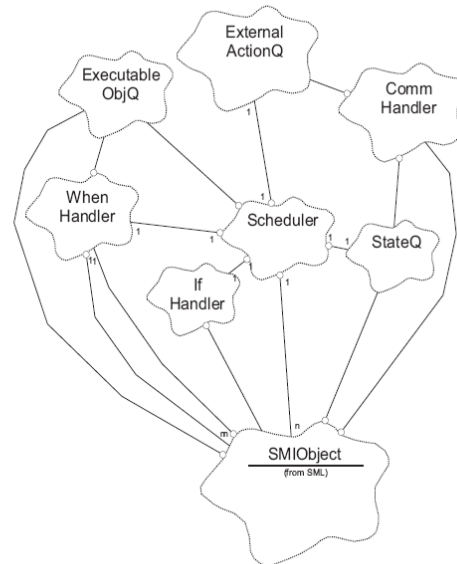 External
ActionQ
Executable
ObjQ
Comm
Handler
1
When
Handler
1
Scheduler
1
1
1
1
StateQ
11
1
1
1
If
Handler
m
n
SMIObject
(from SML)